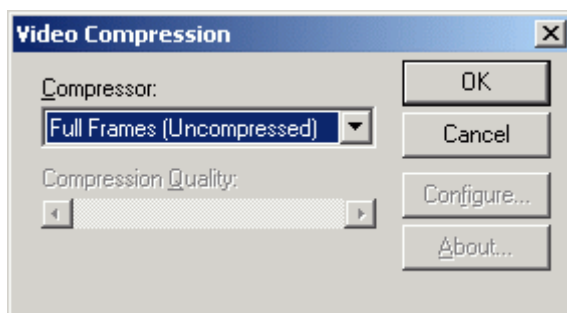 Video Compression
Compressor:
Full Frames (Uncompressed)
Compression Quality:
OK
Cancel
Configure...
About...